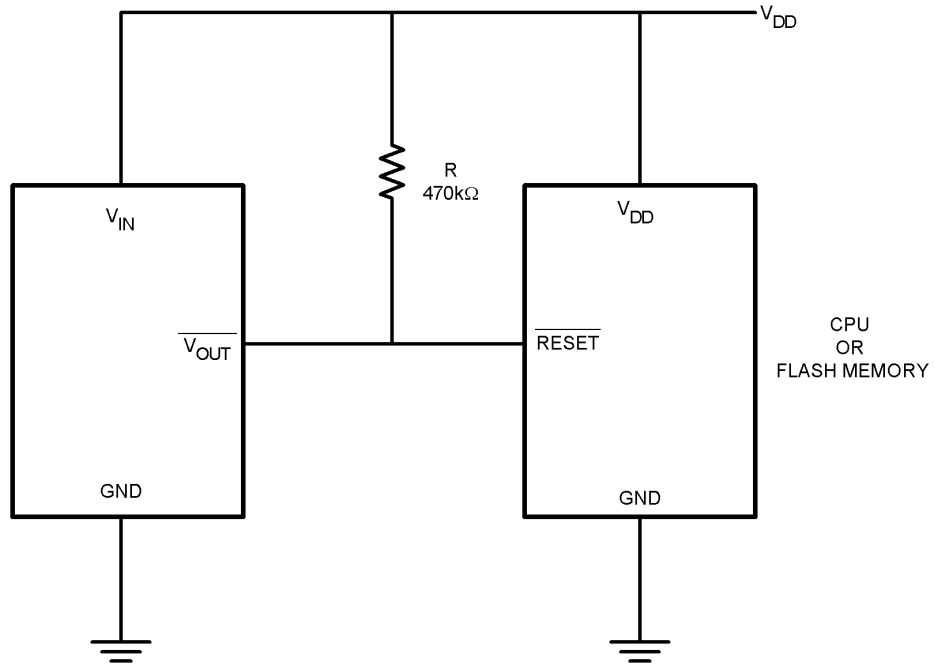 VDD
R
470kΩ
VIN
VOUT
GND
VDD
RESET
GND
CPU
OR
FLASH MEMORY